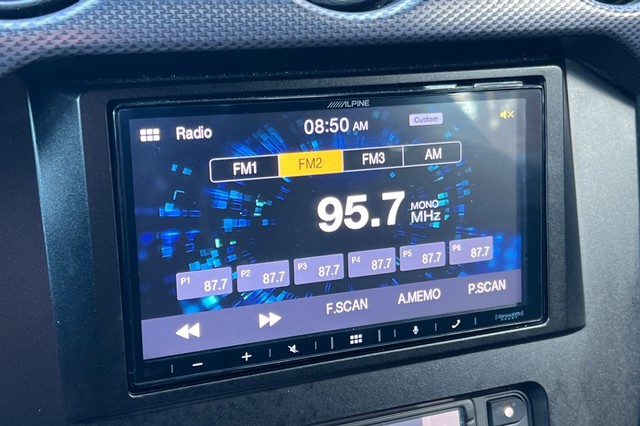 ALPINE
Radio 08:50 AM Custom
FM1 FM2 FM3 AM
95.7 MONO MHz
P1 87.7 P2 87.7 P3 87.7 P4 87.7 P5 87.7 P6 87.7
F.SCAN A.MEMO P.SCAN
SiriusXM